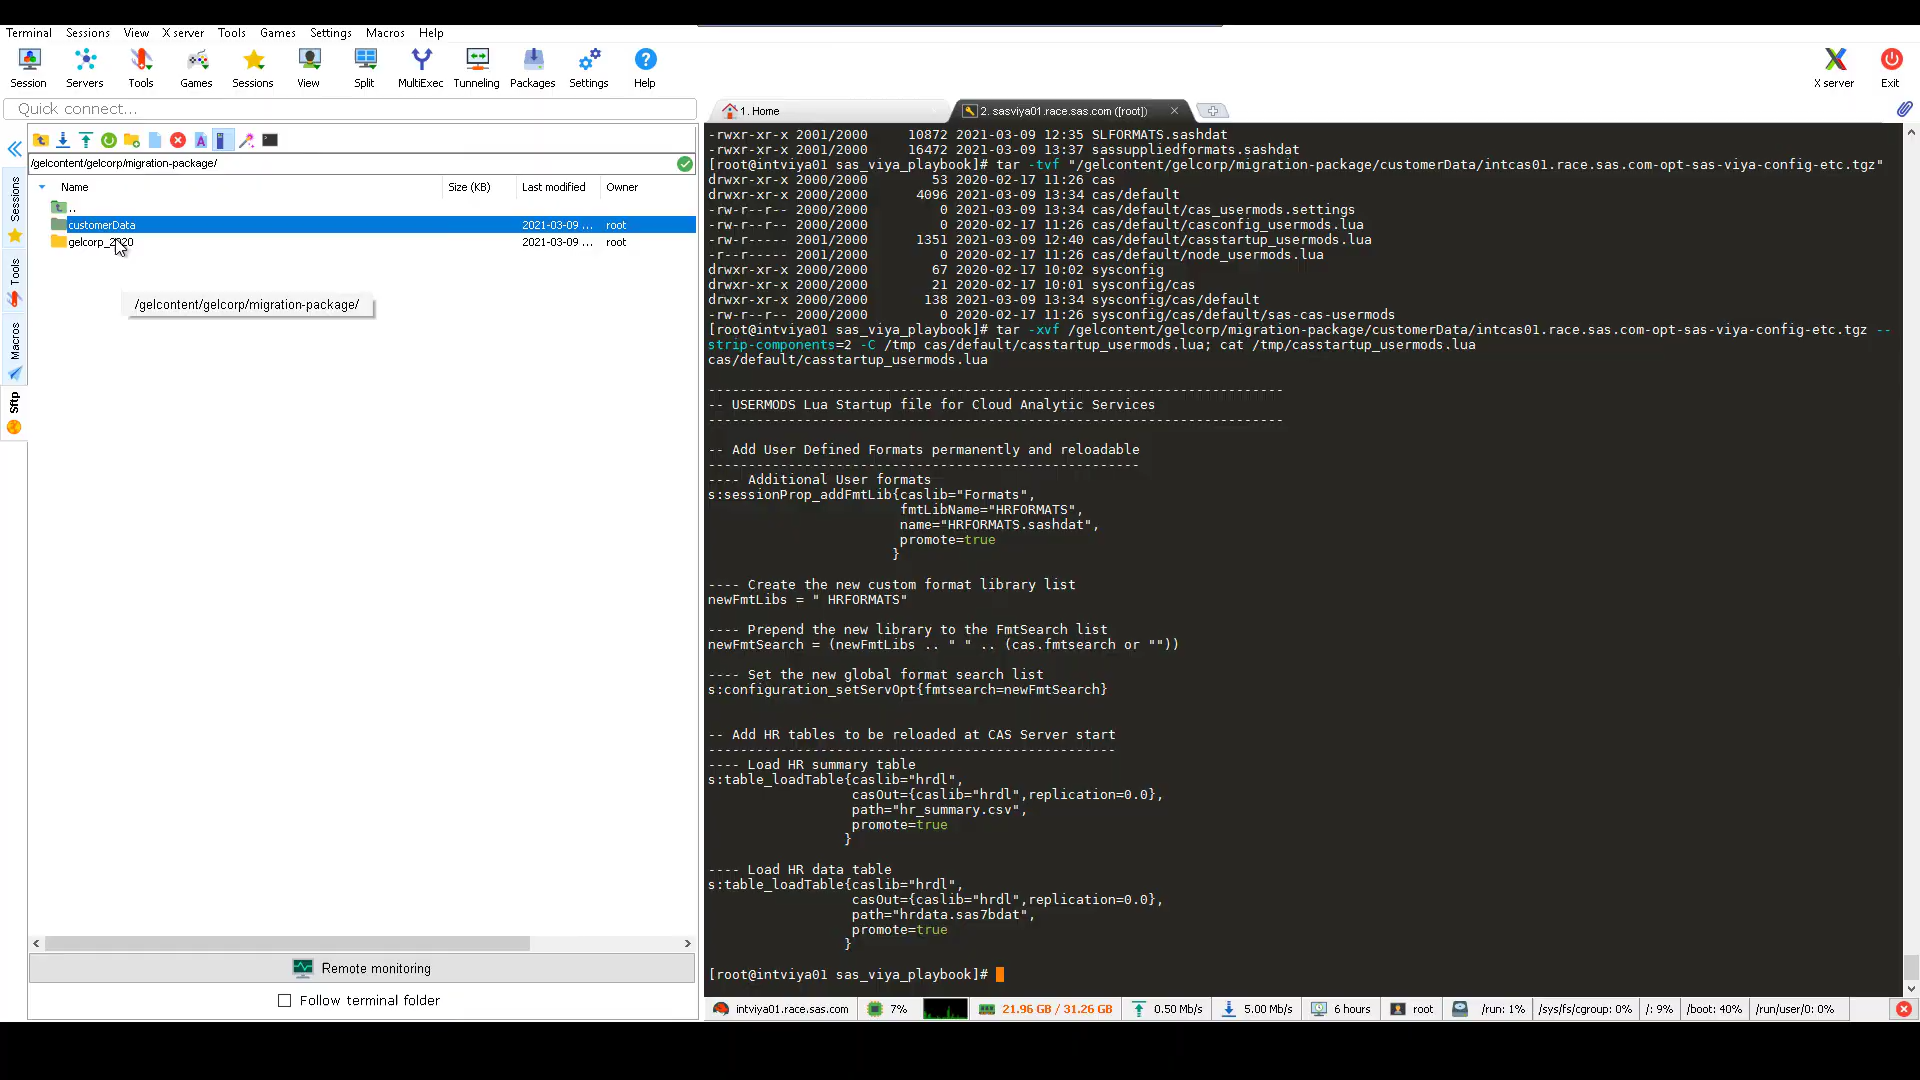 Terminal Sessions View X server Tools Games Settings Macros Help
Session Servers Tools Games Sessions View Split MultiExec Tunneling Packages Settings Help X server Exit
Quick connect...
1. Home
2. sasviya01.race.sas.com ([root])
Sessions
Tools
Macros
Sftp
/gelcontent/gelcorp/migration-package/
Name Size (KB) Last modified Owner
..
customerData 2021-03-09 ... root
2021-03-09 ... root
/gelcontent/gelcorp/migration-package/
Remote monitoring
Follow terminal folder
-rwxr-xr-x 2001/2000 10872 2021-03-09 12:35 SLFORMATS.sashdat
-rwxr-xr-x 2001/2000 16472 2021-03-09 13:37 sassuppliedformats.sashdat
[root@intviya01 sas_viya_playbook]# tar -tvf "/gelcontent/gelcorp/migration-package/customerData/intcas01.race.sas.com-opt-sas-viya-config-etc.tgz"
drwxr-xr-x 2000/2000 53 2020-02-17 11:26 cas
drwxr-xr-x 2000/2000 4096 2021-03-09 13:34 cas/default
-rw-r--r-- 2000/2000 0 2021-03-09 13:34 cas/default/cas_usermods.settings
-rw-r--r-- 2000/2000 0 2020-02-17 11:26 cas/default/casconfig_usermods.lua
-rw-r----- 2001/2000 1351 2021-03-09 12:40 cas/default/casstartup_usermods.lua
-r--r----- 2001/2000 0 2020-02-17 11:26 cas/default/node_usermods.lua
drwxr-xr-x 2000/2000 67 2020-02-17 10:02 sysconfig
drwxr-xr-x 2000/2000 21 2020-02-17 10:01 sysconfig/cas
drwxr-xr-x 2000/2000 138 2021-03-09 13:34 sysconfig/cas/default
-rw-r--r-- 2000/2000 0 2020-02-17 11:26 sysconfig/cas/default/sas-cas-usermods
[root@intviya01 sas_viya_playbook]# tar -xvf /gelcontent/gelcorp/migration-package/customerData/intcas01.race.sas.com-opt-sas-viya-config-etc.tgz --
strip-components=2 -C /tmp cas/default/casstartup_usermods.lua; cat /tmp/casstartup_usermods.lua
cas/default/casstartup_usermods.lua
------------------------------------------------------------------------
-- USERMODS Lua Startup file for Cloud Analytic Services
------------------------------------------------------------------------
-- Add User Defined Formats permanently and reloadable
------------------------------------------------------
---- Additional User formats
s:sessionProp_addFmtLib{caslib="Formats",
fmtLibName="HRFORMATS",
name="HRFORMATS.sashdat",
promote=true
}
---- Create the new custom format library list
newFmtLibs = " HRFORMATS"
---- Prepend the new library to the FmtSearch list
newFmtSearch = (newFmtLibs .. " " .. (cas.fmtsearch or ""))
---- Set the new global format search list
s:configuration_setServOpt{fmtsearch=newFmtSearch}
-- Add HR tables to be reloaded at CAS Server start
---------------------------------------------------
---- Load HR summary table
s:table_loadTable{caslib="hrdl",
casOut={caslib="hrdl",replication=0.0},
path="hr_summary.csv",
promote=true
}
---- Load HR data table
s:table_loadTable{caslib="hrdl",
casOut={caslib="hrdl",replication=0.0},
path="hrdata.sas7bdat",
promote=true
}
[root@intviya01 sas_viya_playbook]#
intviya01.race.sas.com 7% 21.96 GB / 31.26 GB 0.50 Mb/s 5.00 Mb/s 6 hours root /run: 1% /sys/fs/cgroup: 0% /: 9% /boot: 40% /run/user/0: 0%